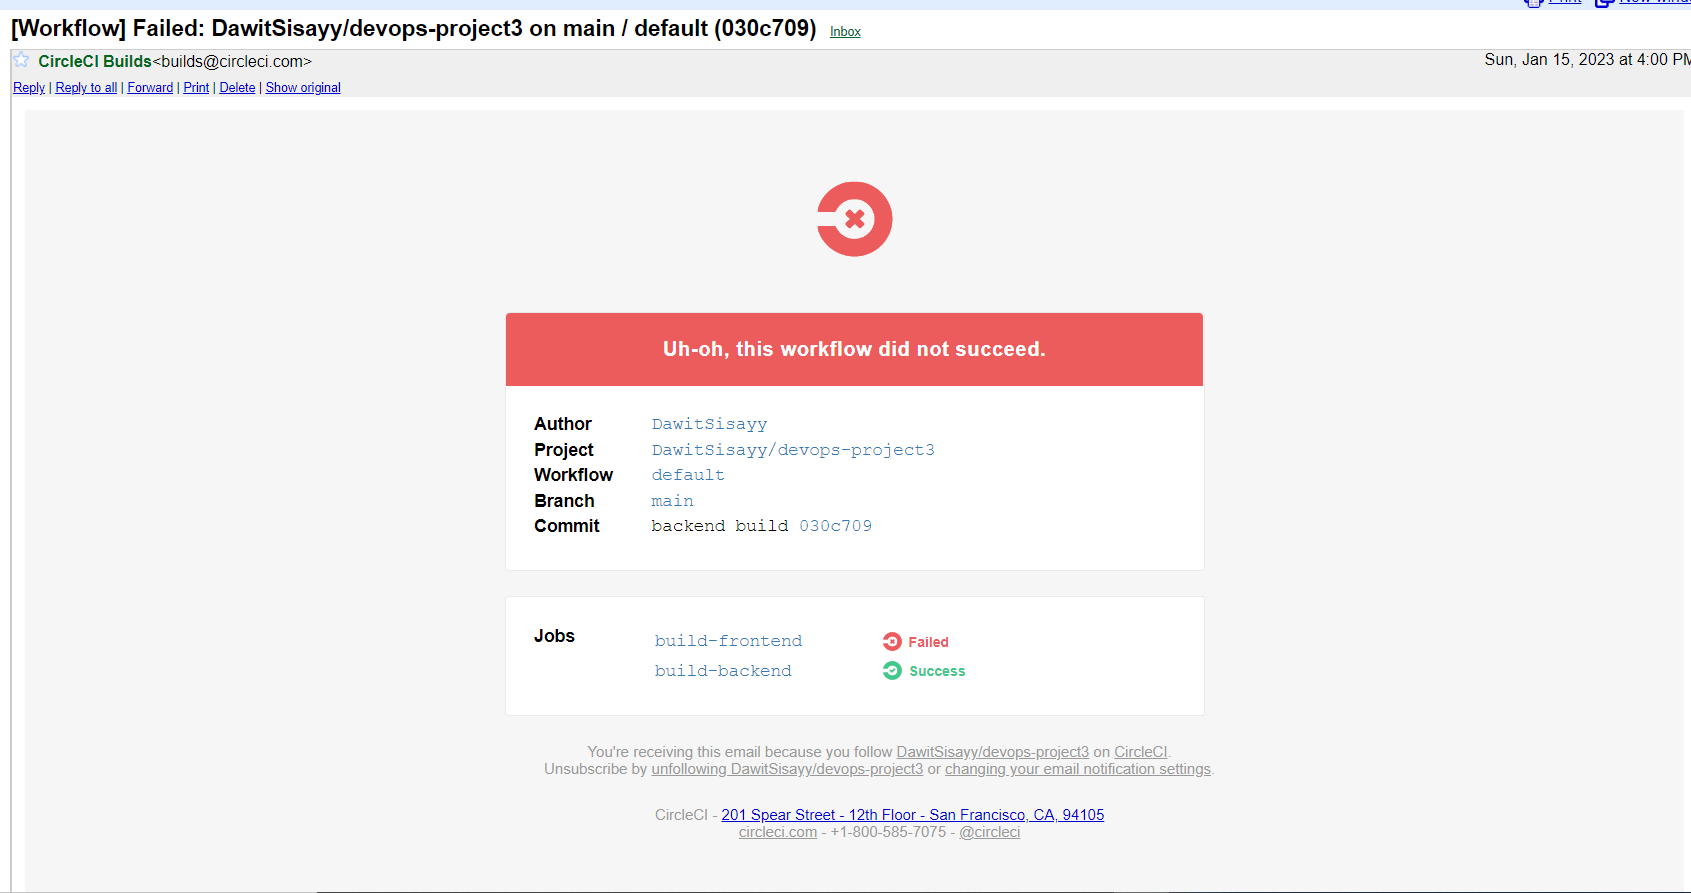 Print New
[Workflow] Failed: DawitSisayy/devops-project3 on main / default (030c709) Inbox
CircleCI Builds<builds@circleci.com> Sun, Jan 15, 2023 at 4:00 PM
Reply | Reply to all | Forward | Print | Delete | Show original
Uh-oh, this workflow did not succeed.
Author DawitSisayy
Project DawitSisayy/devops-project3
Workflow default
Branch main
Commit backend build 030c709
Jobs build-frontend Failed
build-backend Success
You're receiving this email because you follow DawitSisayy/devops-project3 on CircleCI.
Unsubscribe by unfollowing DawitSisayy/devops-project3 or changing your email notification settings.
CircleCI - 201 Spear Street - 12th Floor - San Francisco, CA, 94105
circleci.com - +1-800-585-7075 - @circleci